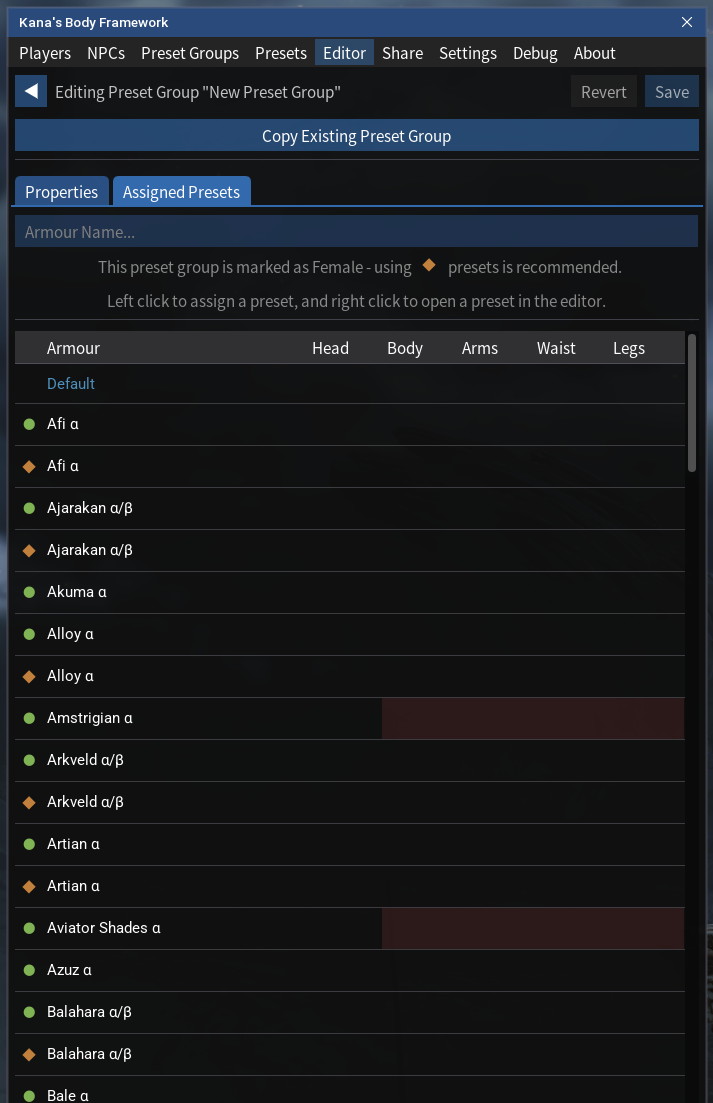 Kana's Body Framework
Players NPCs Preset Groups Presets Editor Share Settings Debug About
Editing Preset Group "New Preset Group" Revert Save
Copy Existing Preset Group
Properties Assigned Presets
Armour Name...
This preset group is marked as Female - using presets is recommended.
Left click to assign a preset, and right click to open a preset in the editor.
Armour Head Body Arms Waist Legs
Default
Afi α
Afi α
Ajarakan α/β
Ajarakan α/β
Akuma α
Alloy α
Alloy α
Amstrigian α
Arkveld α/β
Arkveld α/β
Artian α
Artian α
Aviator Shades α
Azuz α
Balahara α/β
Balahara α/β
Bale α